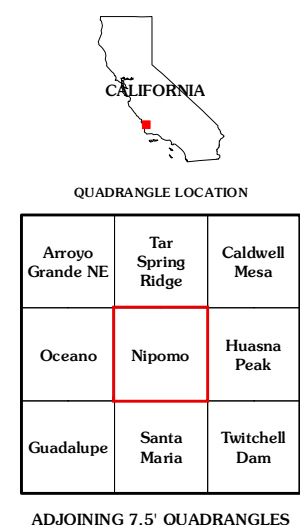 CALIFORNIA
QUADRANGLE LOCATION
Arroyo
Grande NE
Tar
Spring
Ridge
Caldwell
Mesa
Oceano
Nipomo
Huasna
Peak
Guadalupe
Santa
Maria
Twitchell
Dam
ADJOINING 7.5' QUADRANGLES